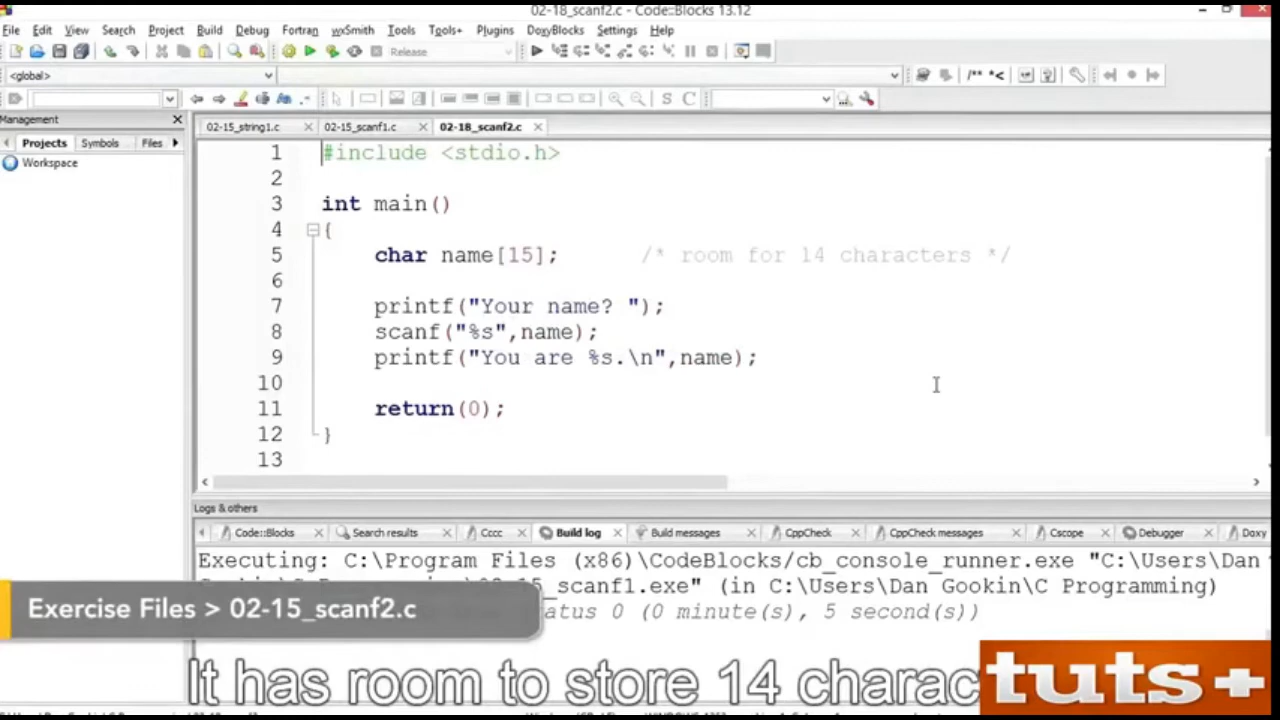 02-18_scanf2.c - Code::Blocks 13.12
File Edit View Search Project Build Debug Fortran wxSmith Tools Tools+ Plugins DoxyBlocks Settings Help
Release
<global>
/** *<
S C
Management
02-15_string1.c 02-15_scanf1.c 02-18_scanf2.c
Projects Symbols Files
Workspace
1 #include <stdio.h>
2
3 int main()
4 {
5 char name[15]; /* room for 14 characters */
6
7 printf("Your name? ");
8 scanf("%s",name);
9 printf("You are %s.\n",name);
10
11 return(0);
12 }
13
Logs & others
Code::Blocks Search results Cccc Build log Build messages CppCheck CppCheck messages Cscope Debugger Doxy
Executing: C:\Program Files (x86)\CodeBlocks/cb_console_runner.exe "C:\Users\Dan
_scanf1.exe" (in C:\Users\Dan Gookin\C Programming)
status 0 (0 minute(s), 5 second(s))
Exercise Files > 02-15_scanf2.c
It has room to store 14 charac
tuts+